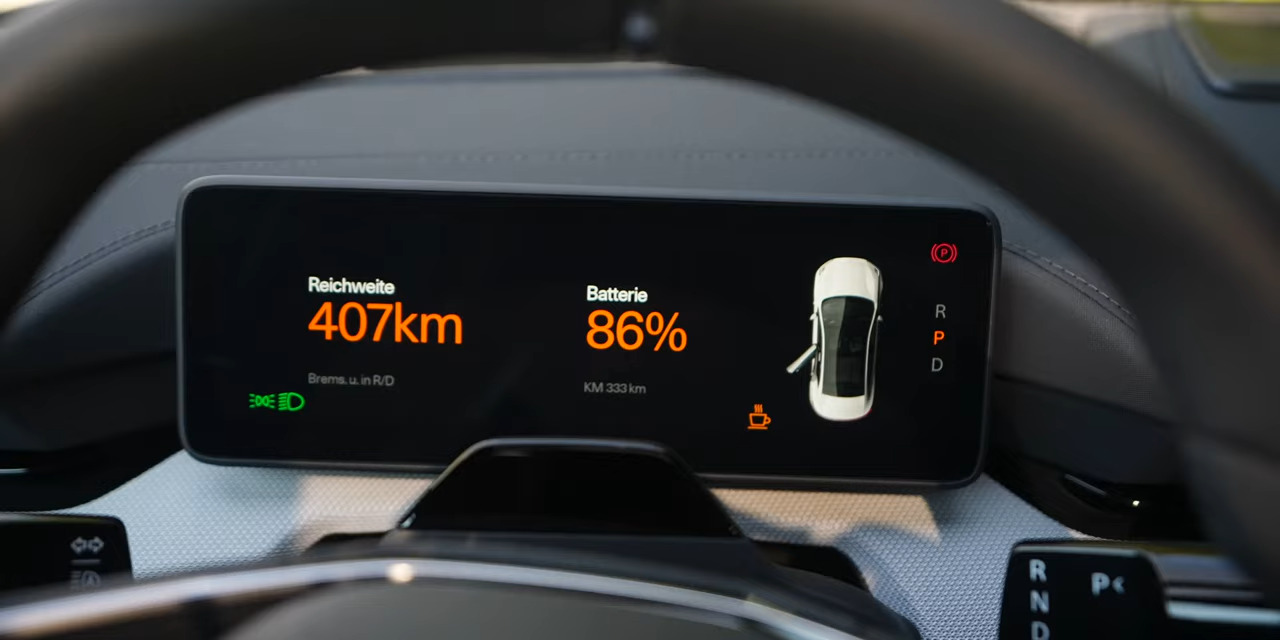 Reichweite
407km
Brems. u. in R/D
Batterie
86%
KM 333 km
P
R
P
D
R
N
D
P